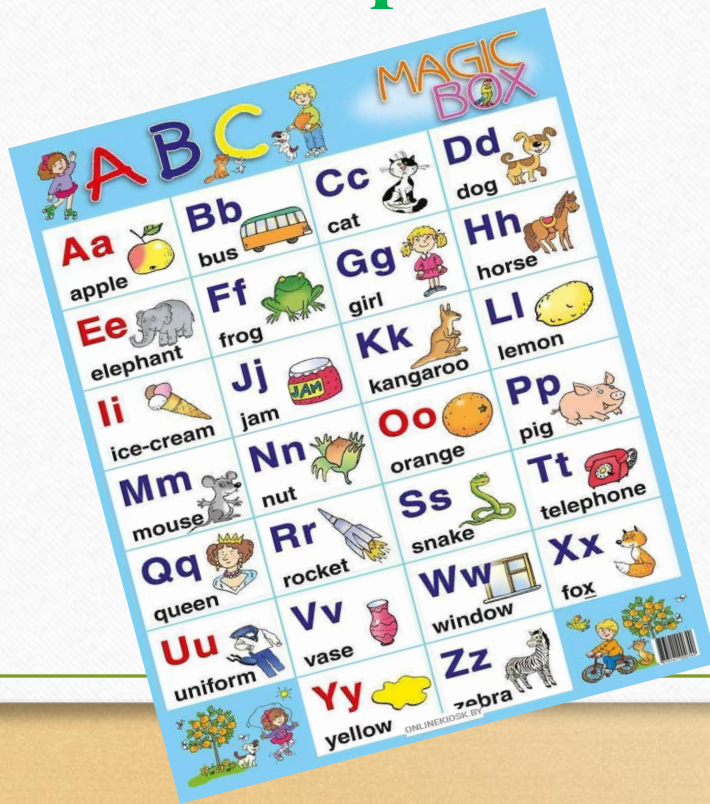 MAGIC
BOX
A B C
Aa
apple
Bb
bus
Cc
cat
Dd
dog
Ee
elephant
Ff
frog
Gg
girl
Hh
horse
Ii
ice-cream
Jj
JAM
jam
Kk
kangaroo
Ll
lemon
Mm
mouse
Nn
nut
Oo
orange
Pp
pig
Qq
queen
Rr
rocket
Ss
snake
Tt
telephone
Uu
uniform
Vv
vase
Ww
window
Xx
fox
Yy
yellow
Zz
zebra
ONLINEKIOSK.BY